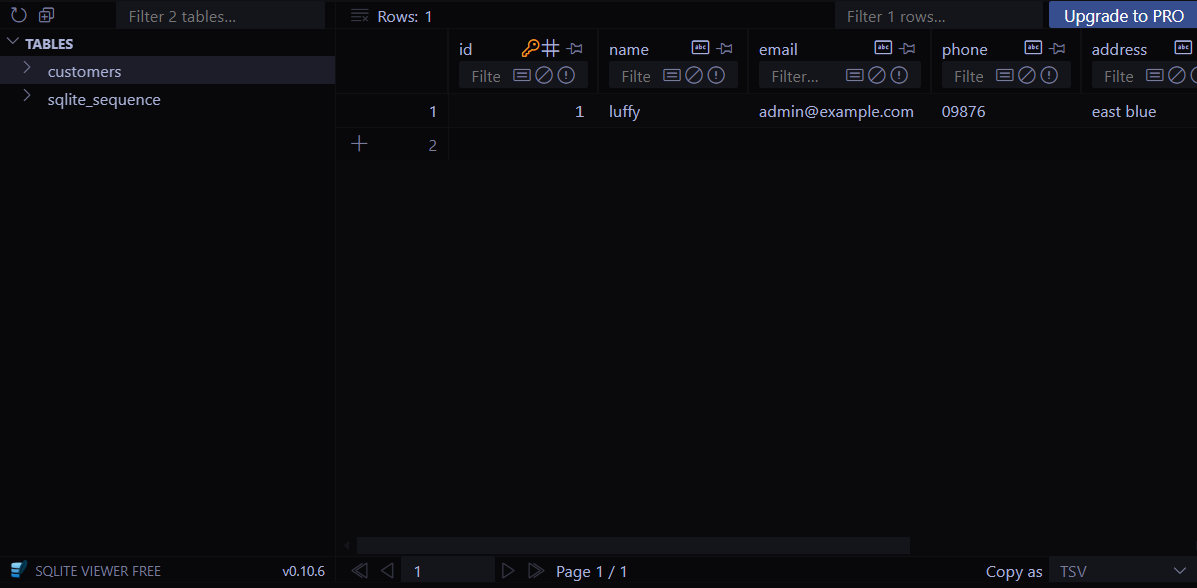 Filter 2 tables...
Rows: 1
Filter 1 rows...
Upgrade to PRO
TABLES
customers
sqlite_sequence
id name email phone address
Filte Filte Filter... Filte Filte
1 1 luffy admin@example.com 09876 east blue
2
SQLITE VIEWER FREE v0.10.6
1 Page 1 / 1
Copy as TSV